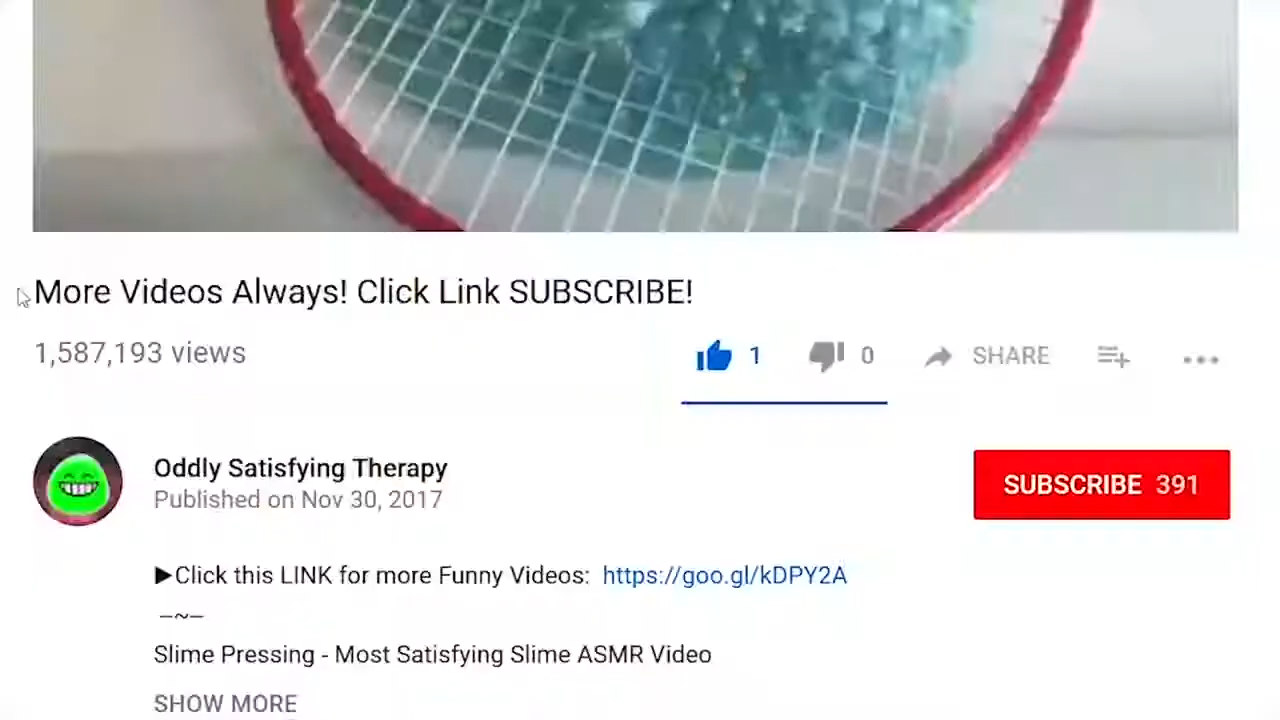 More Videos Always! Click Link SUBSCRIBE!
1,587,193 views
1
0
SHARE
Oddly Satisfying Therapy
Published on Nov 30, 2017
SUBSCRIBE 391
►Click this LINK for more Funny Videos: https://goo.gl/kDPY2A
–~–
Slime Pressing - Most Satisfying Slime ASMR Video
SHOW MORE